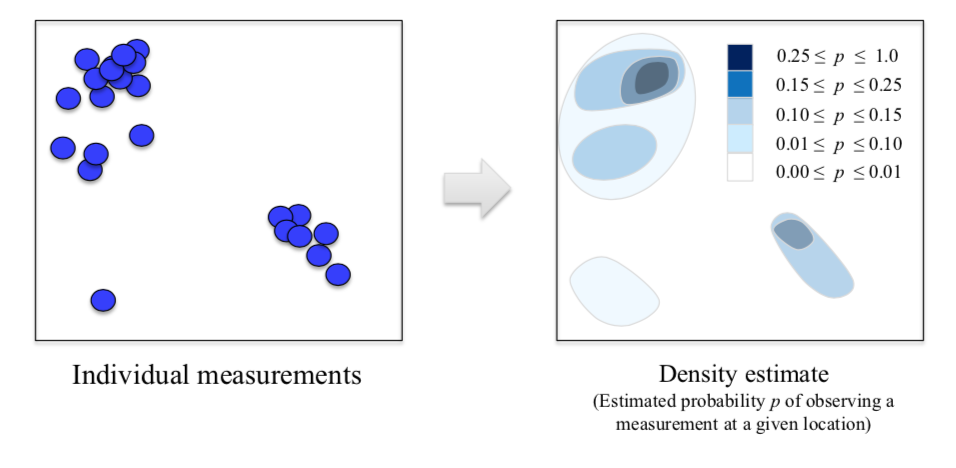 0.25 ≤ p ≤ 1.0
0.15 ≤ p ≤0.25
0.10 ≤ p ≤0.15
0.01 ≤ p ≤0.10
0.00 ≤ p ≤0.01
Individual measurements
Density estimate
(Estimated probability p of observing a
measurement at a given location)